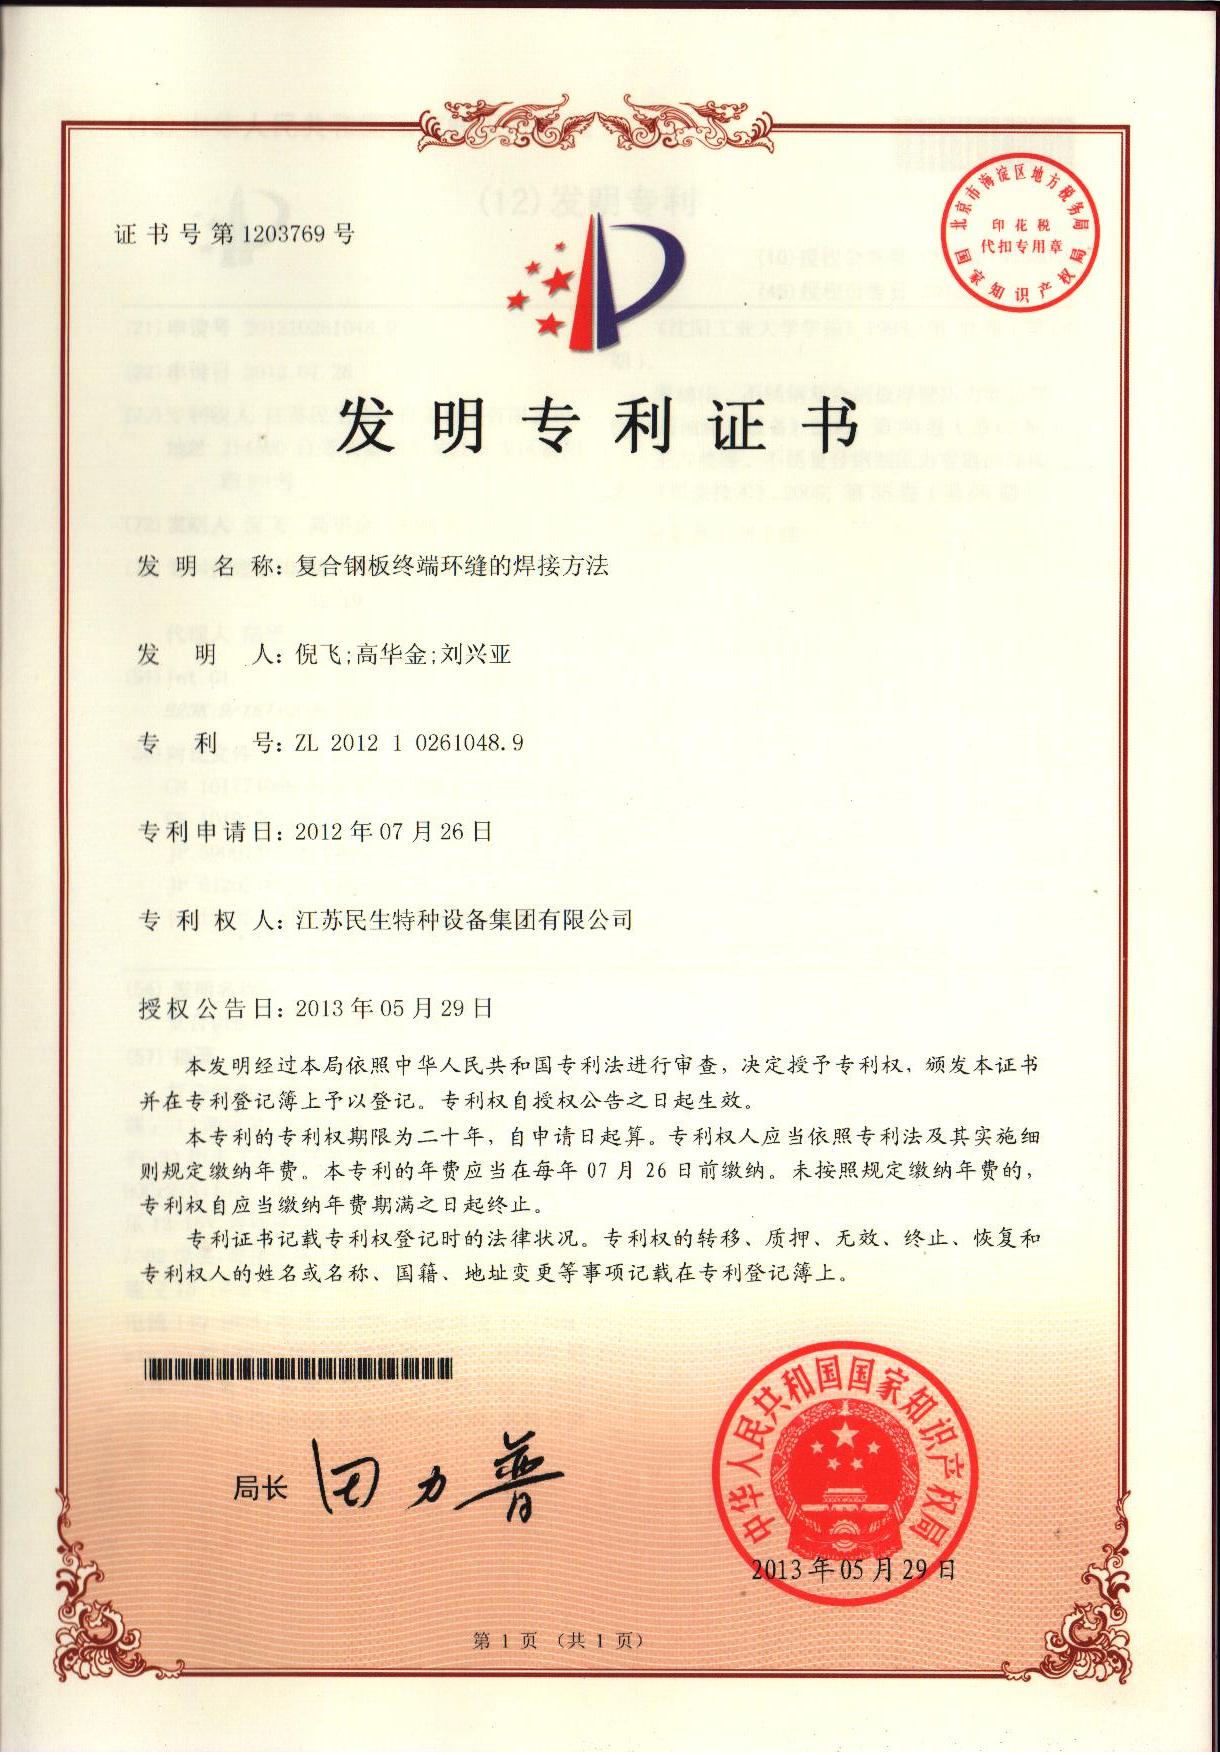 证书号第1203769号
北京市海淀区地方税务局
印花税
代扣专用章
国家知识产权局
发明专利证书
发明名称：复合钢板终端环缝的焊接方法
发明人：倪飞;高华金;刘兴亚
专利号：ZL 2012 1 0261048.9
专利申请日：2012年07月26日
专利权人：江苏民生特种设备集团有限公司
授权公告日：2013年05月29日
本发明经过本局依照中华人民共和国专利法进行审查，决定授予专利权，颁发本证书
并在专利登记簿上予以登记。专利权自授权公告之日起生效。
本专利的专利权期限为二十年，自申请日起算。专利权人应当依照专利法及其实施细
则规定缴纳年费。本专利的年费应当在每年07月26日前缴纳。未按照规定缴纳年费的，
专利权自应当缴纳年费期满之日起终止。
专利证书记载专利权登记时的法律状况。专利权的转移、质押、无效、终止、恢复和
专利权人的姓名或名称、国籍、地址变更等事项记载在专利登记簿上。
局长 田力普
中华人民共和国国家知识产权局
2013年05月29日
第1页（共1页）